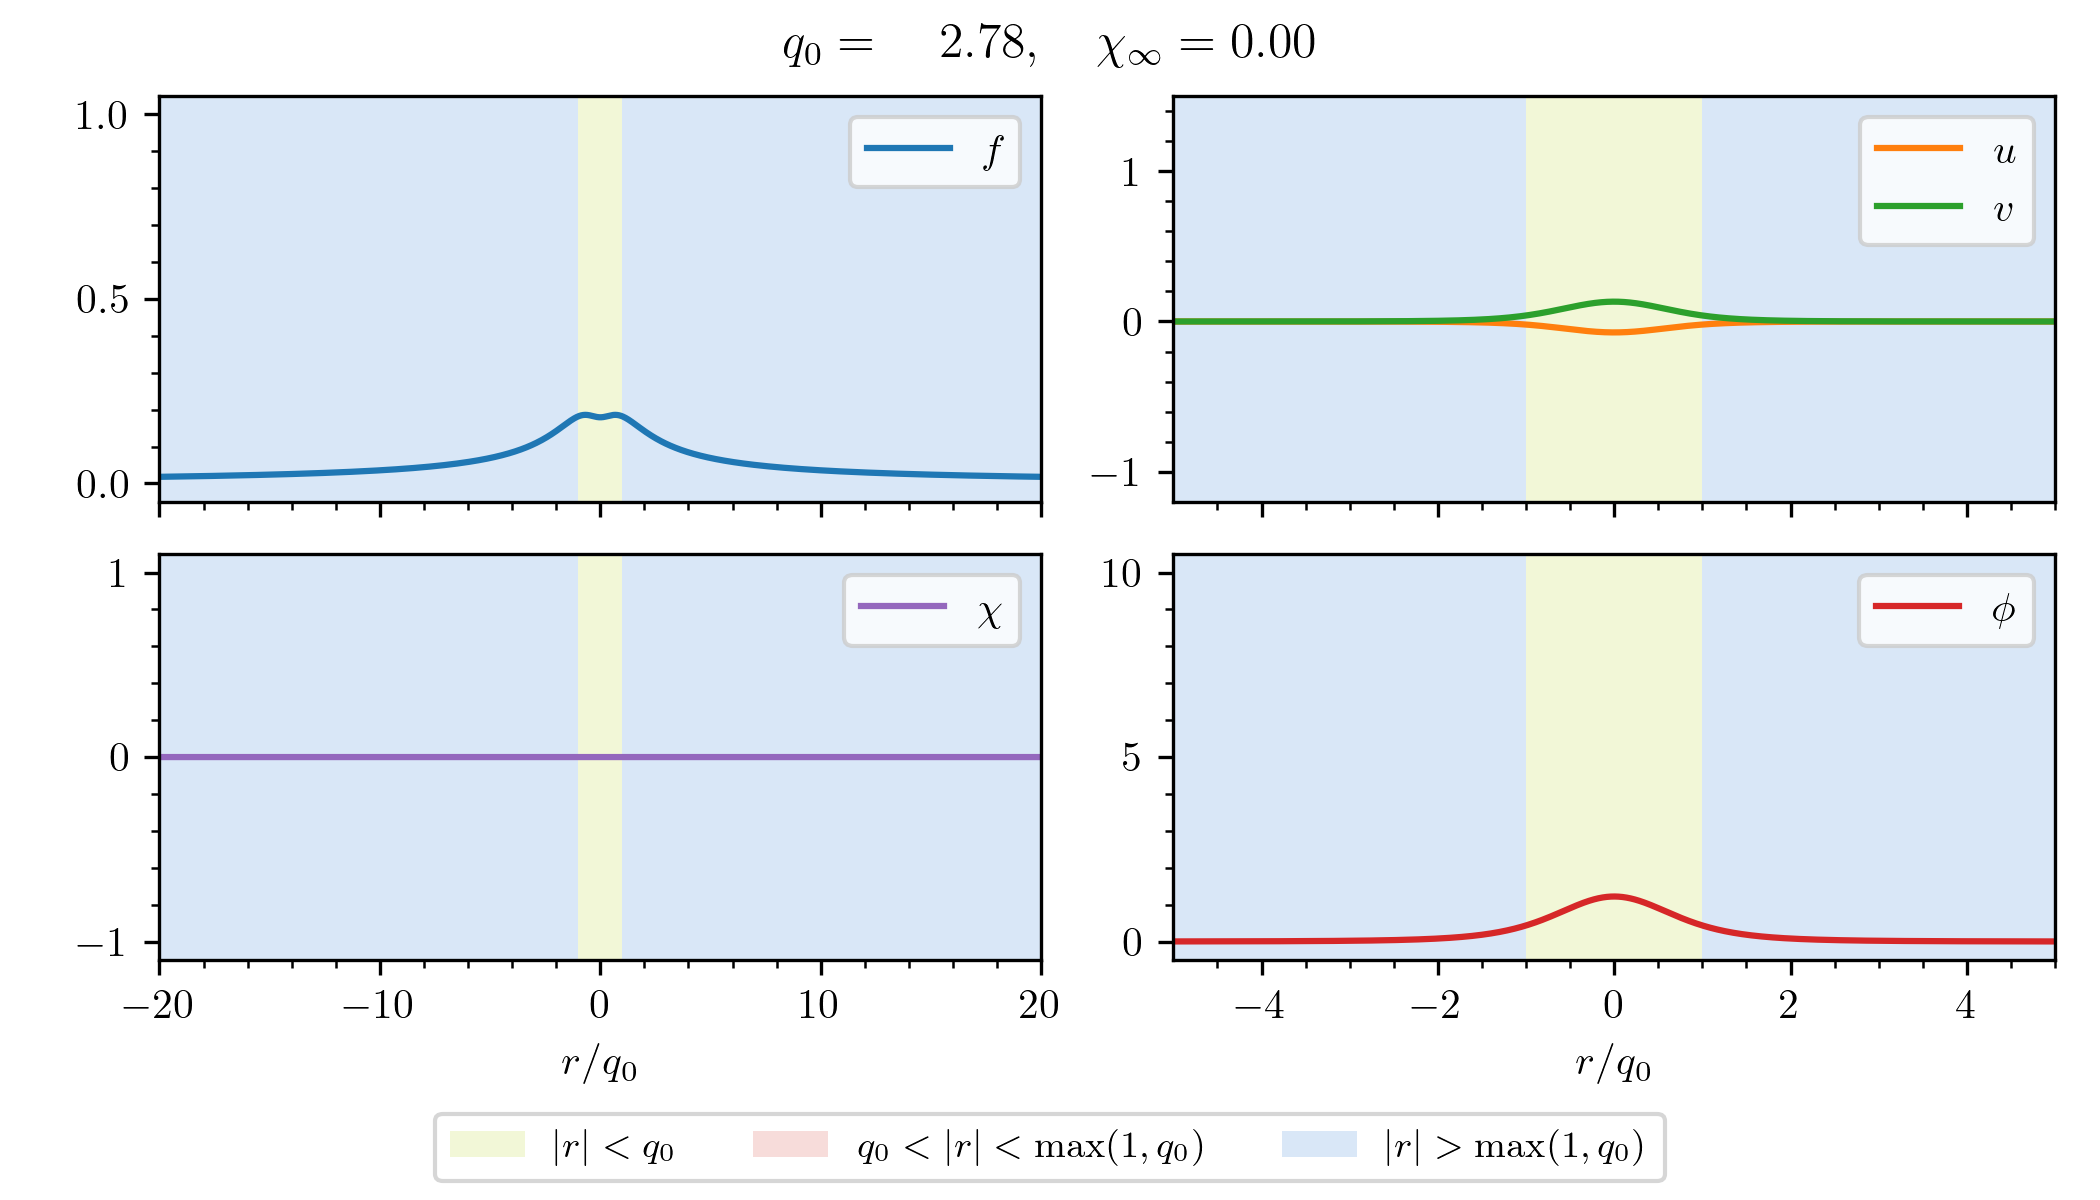 q₀ = 2.78, χ∞ = 0.00
1.0
0.5
0.0
f
1
0
−1
u
v
1
0
−1
χ
−20 −10 0 10 20
r/q₀
10
5
0
ϕ
−4 −2 0 2 4
r/q₀
|r| < q₀ q₀ < |r| < max(1, q₀) |r| > max(1, q₀)